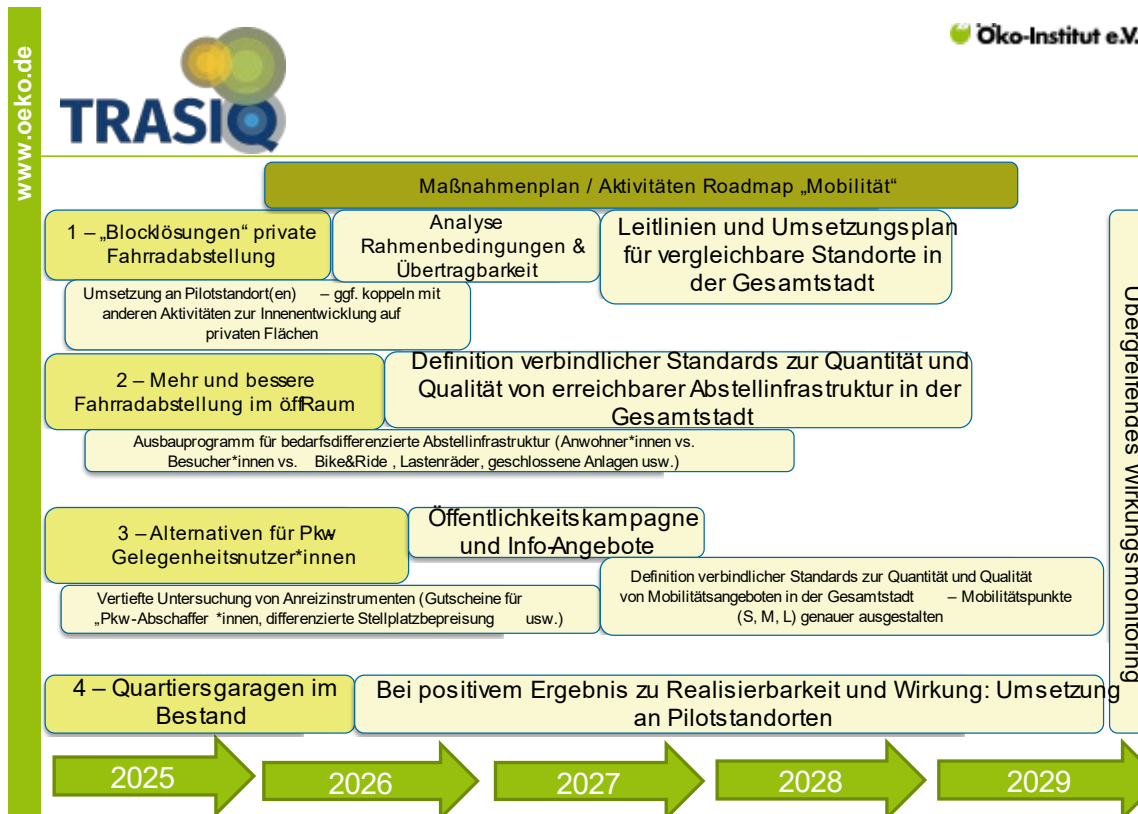 www.oeko.de
Öko-Institut e.V.
TRASIQ
Maßnahmenplan / Aktivitäten Roadmap „Mobilität“
1 – „Blocklösungen“ private
Fahrradabstellung
Analyse
Rahmenbedingungen &
Übertragbarkeit
Leitlinien und Umsetzungsplan
für vergleichbare Standorte in
der Gesamtstadt
Umsetzung an Pilotstandort(en) – ggf. koppeln mit
anderen Aktivitäten zur Innenentwicklung auf
privaten Flächen
2 – Mehr und bessere
Fahrradabstellung im öff.Raum
Definition verbindlicher Standards zur Quantität und
Qualität von erreichbarer Abstellinfrastruktur in der
Gesamtstadt
Ausbauprogramm für bedarfsdifferenzierte Abstellinfrastruktur (Anwohner*innen vs.
Besucher*innen vs. Bike&Ride , Lastenräder, geschlossene Anlagen usw.)
3 – Alternativen für Pkw-
Gelegenheitsnutzer*innen
Öffentlichkeitskampagne
und Info-Angebote
Vertiefte Untersuchung von Anreizinstrumenten (Gutscheine für
„Pkw-Abschaffer *innen, differenzierte Stellplatzbepreisung usw.)
Definition verbindlicher Standards zur Quantität und Qualität
von Mobilitätsangeboten in der Gesamtstadt – Mobilitätspunkte
(S, M, L) genauer ausgestalten
4 – Quartiersgaragen im
Bestand
Bei positivem Ergebnis zu Realisierbarkeit und Wirkung: Umsetzung
an Pilotstandorten
Übergreifendes Wirkungsmonitoring
2025
2026
2027
2028
2029